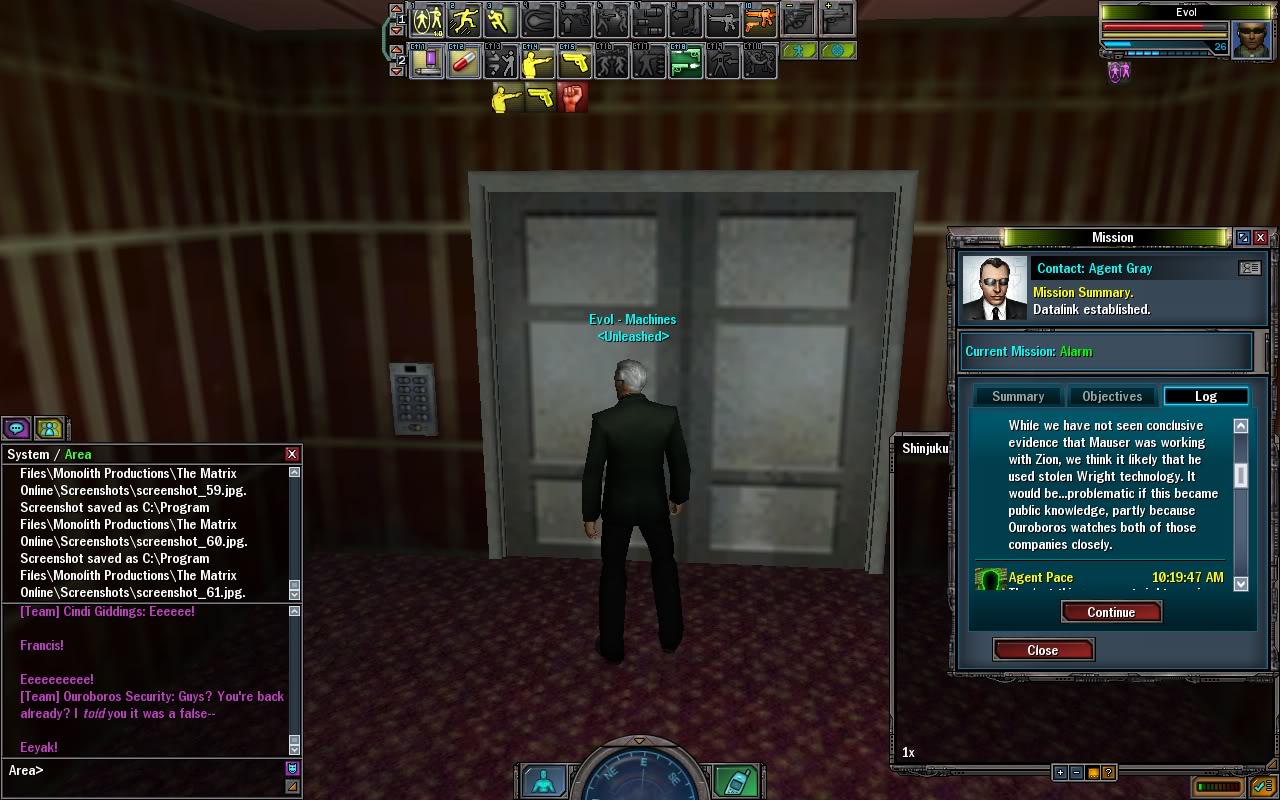 Evol
26
1
2
Evol - Machines
<Unleashed>
Mission
Contact: Agent Gray
Mission Summary.
Datalink established.
Current Mission: Alarm
Summary
Objectives
Log
While we have not seen conclusive
evidence that Mauser was working
with Zion, we think it likely that he
used stolen Wright technology. It
would be...problematic if this became
public knowledge, partly because
Ouroboros watches both of those
companies closely.
Agent Pace 10:19:47 AM
Continue
Close
Shinjuku
1x
System / Area
Files\Monolith Productions\The Matrix
Online\Screenshots\screenshot_59.jpg.
Screenshot saved as C:\Program
Files\Monolith Productions\The Matrix
Online\Screenshots\screenshot_60.jpg.
Screenshot saved as C:\Program
Files\Monolith Productions\The Matrix
Online\Screenshots\screenshot_61.jpg.
[Team] Cindi Giddings: Eeeeee!
Francis!
Eeeeeeeeee!
[Team] Ouroboros Security: Guys? You're back
already? I told you it was a false--
Eeyak!
Area>
NE
E
SE